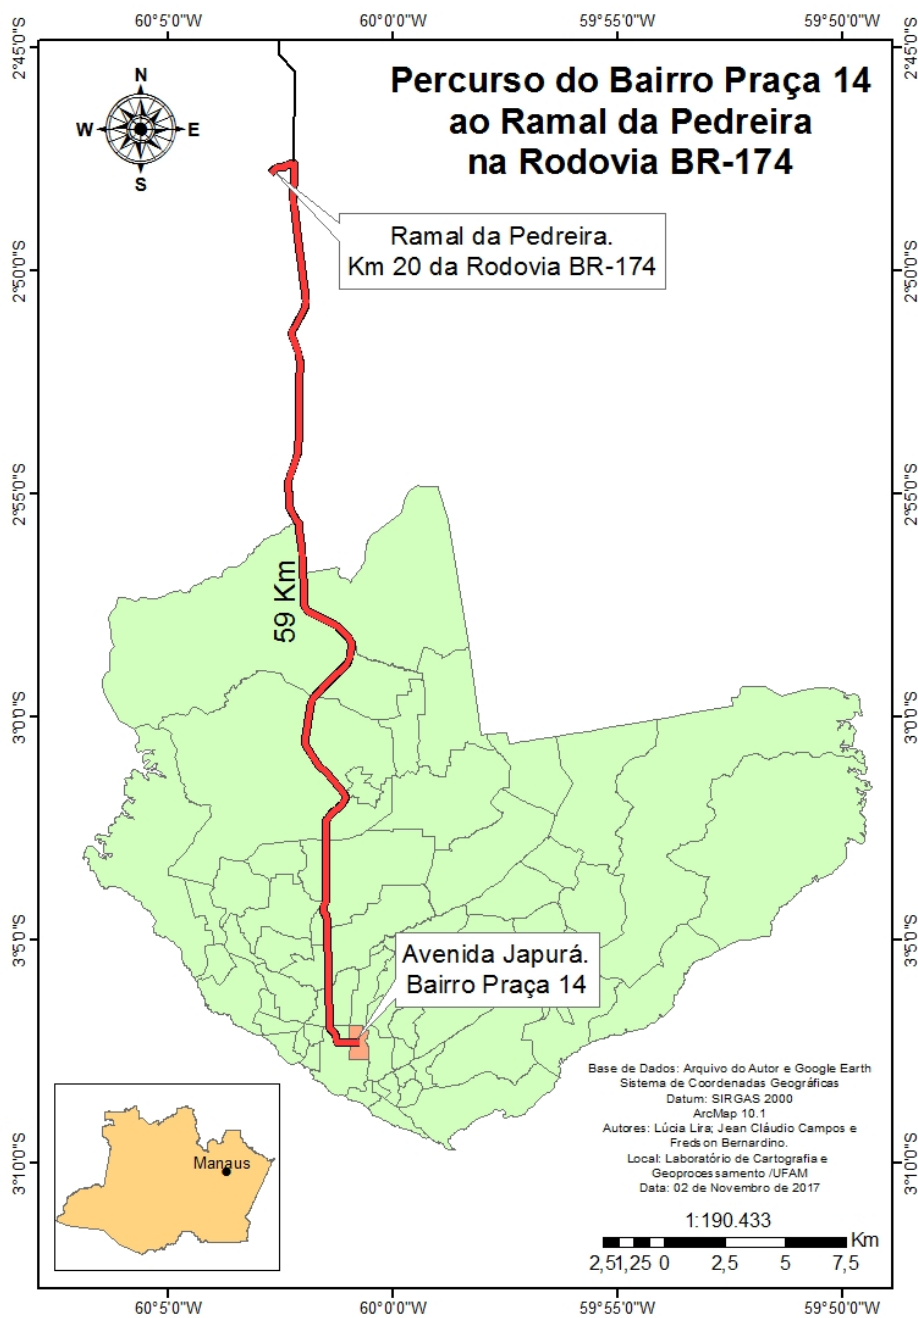 60°5'0"W
60°0'0"W
59°55'0"W
59°50'0"W
2°45'0"S
2°45'0"S
N
W
E
S
Percurso do Bairro Praça 14
ao Ramal da Pedreira
na Rodovia BR-174
Ramal da Pedreira.
Km 20 da Rodovia BR-174
2°50'0"S
2°50'0"S
2°55'0"S
2°55'0"S
59 Km
3°0'0"S
3°0'0"S
3°5'0"S
3°5'0"S
Avenida Japurá.
Bairro Praça 14
Base de Dados: Arquivo do Autor e Google Earth
Sistema de Coordenadas Geográficas
Datum: SIRGAS 2000
ArcMap 10.1
Autores: Lúcia Lira; Jean Cláudio Campos e
Fredson Bernardino.
Local: Laboratório de Cartografia e
Geoprocessamento /UFAM
Data: 02 de Novembro de 2017
Manaus
3°10'0"S
3°10'0"S
1:190.433
Km
2,51,25 0 2,5 5 7,5
60°5'0"W
60°0'0"W
59°55'0"W
59°50'0"W